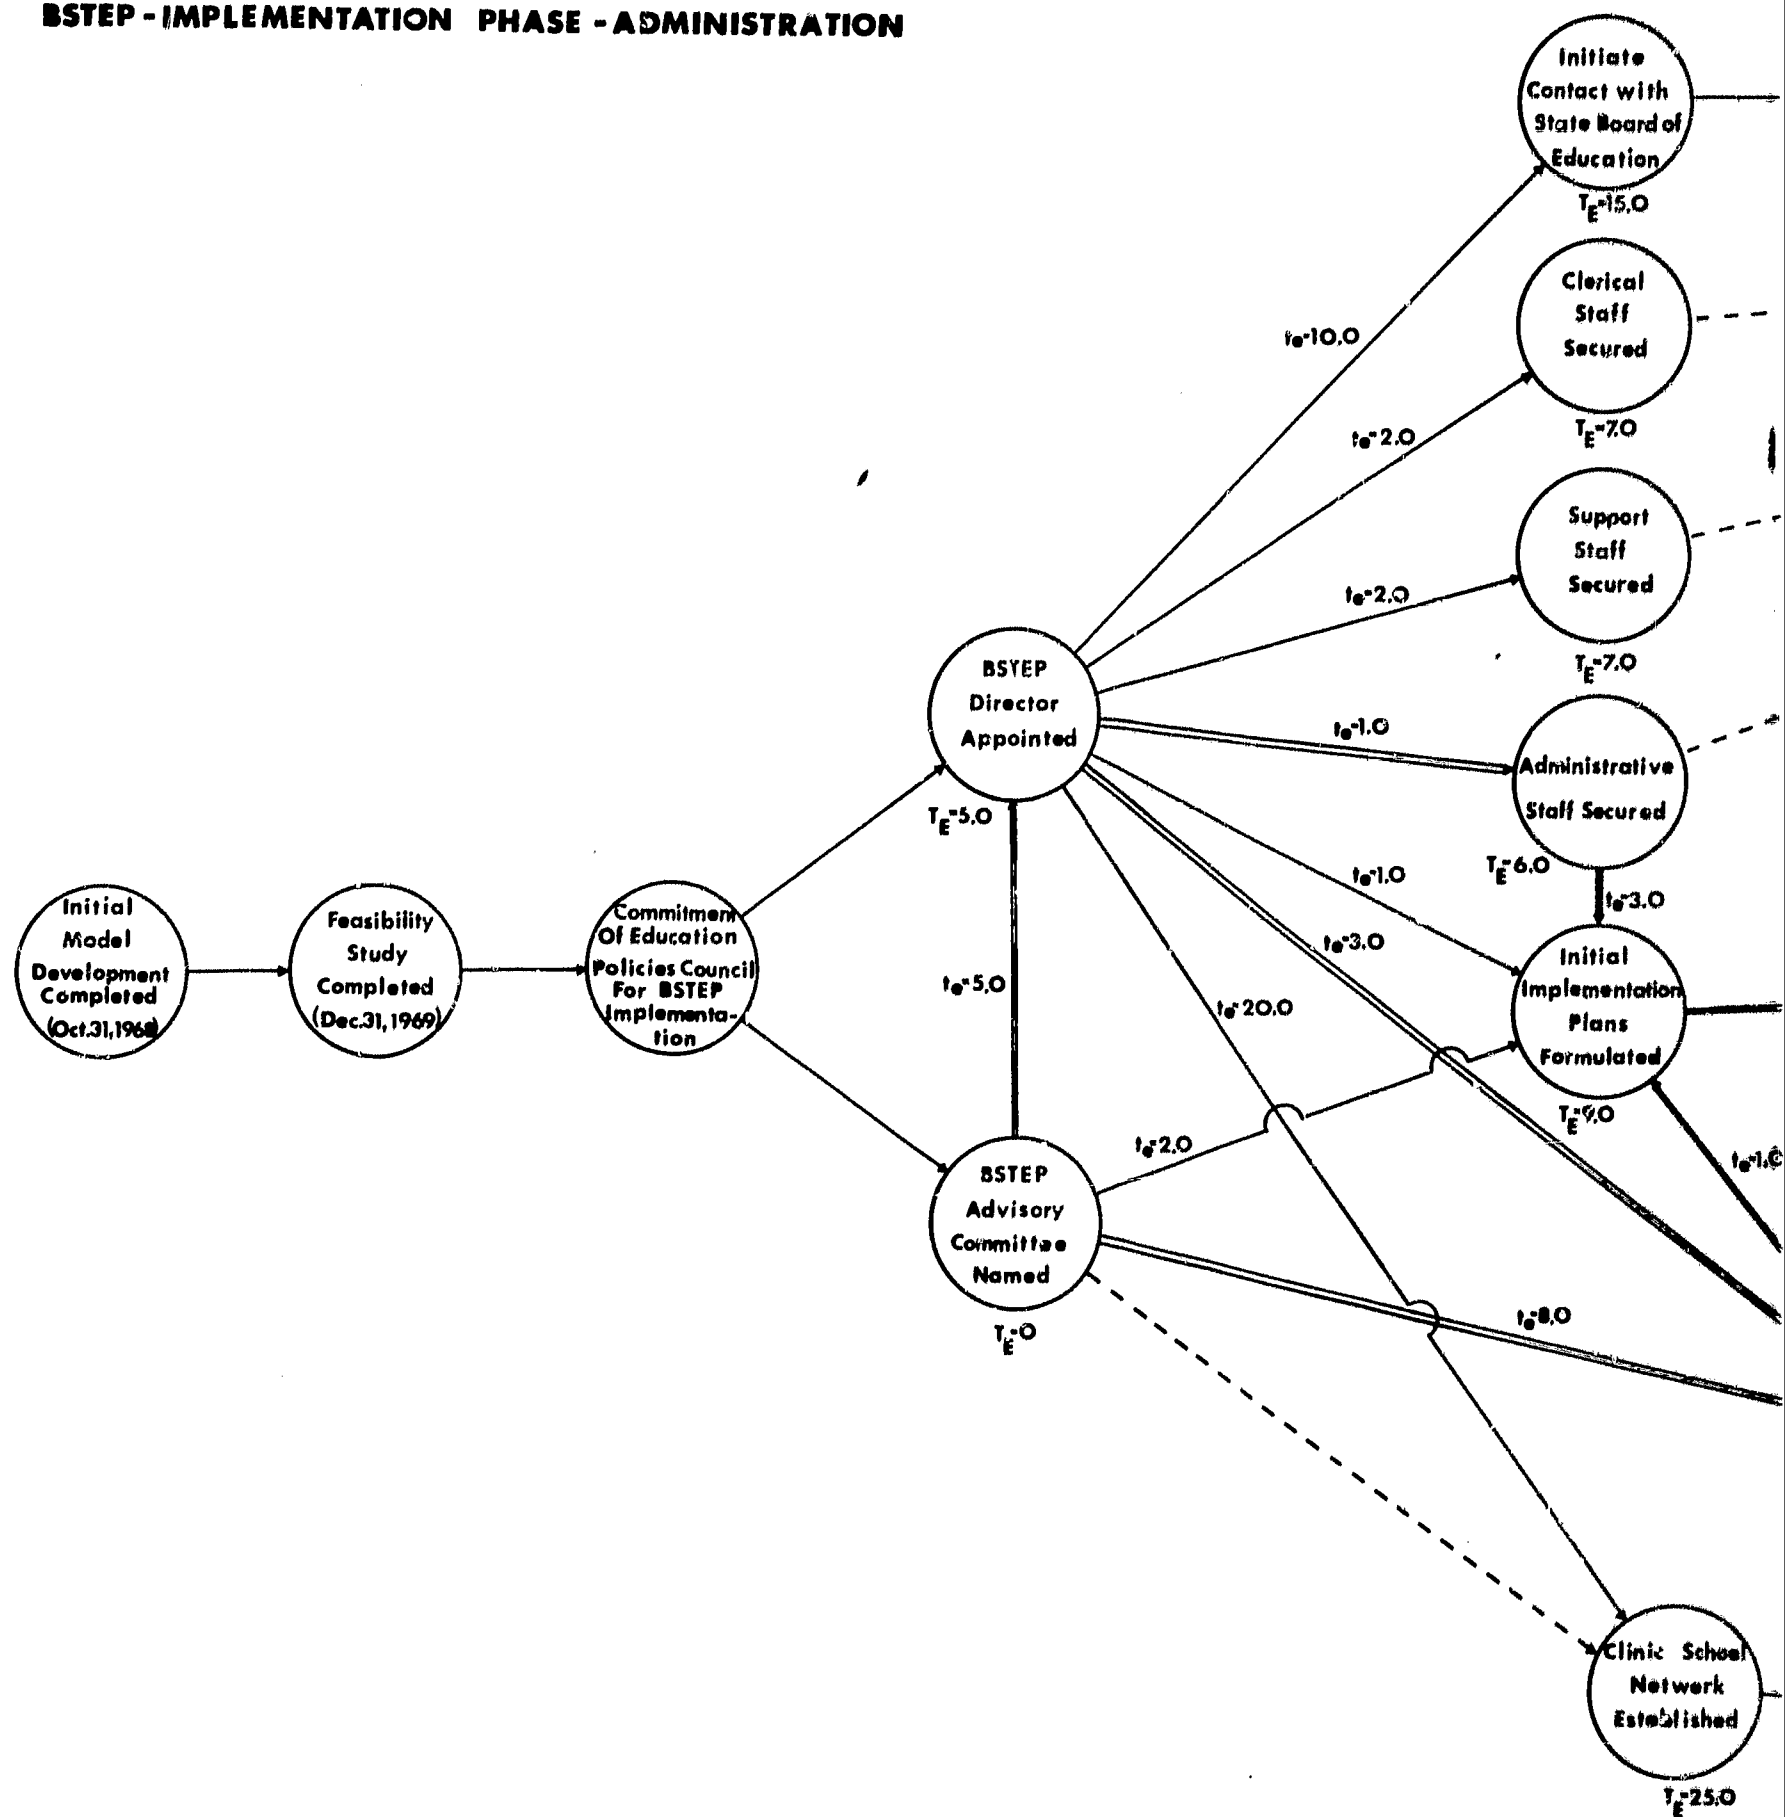 BSTEP-IMPLEMENTATION PHASE-ADMINISTRATION
Initiate
Contact with
State Board of
Education
TE=15.0
te=10.0
Clerical
Staff
Secured
TE=7.0
te=2.0
Support
Staff
Secured
TE=7.0
te=2.0
BSTEP
Director
Appointed
TE=5.0
te=1.0
Administrative
Staff Secured
TE=6.0
te=3.0
te=1.0
te=3.0
te=20.0
te=5.0
Initial
Model
Development
Completed
(Oct.31,1968)
Feasibility
Study
Completed
(Dec.31,1969)
Commitment
Of Education
Policies Council
For BSTEP
Implementa-
tion
Initial
Implementation
Plans
Formulated
TE=9.0
te=1.0
te=2.0
BSTEP
Advisory
Committee
Named
TE=0
te=8.0
Clinic School
Network
Established
TE=25.0